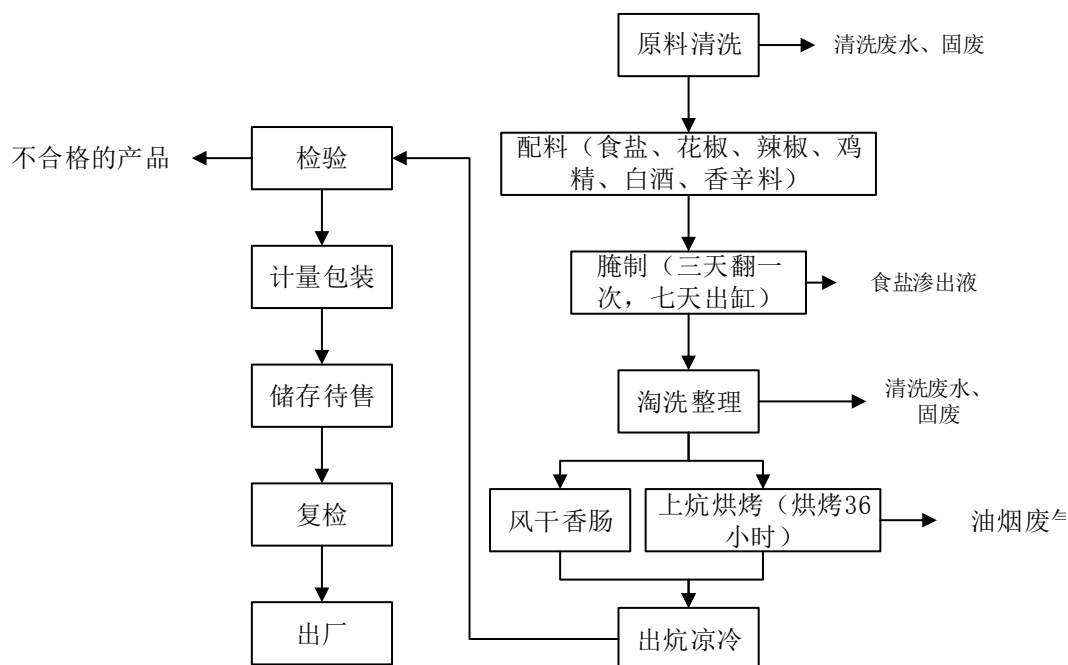 原料清洗
清洗废水、固废
配料（食盐、花椒、辣椒、鸡
精、白酒、香辛料）
腌制（三天翻一
次，七天出缸）
食盐渗出液
淘洗整理
清洗废水、
固废
风干香肠
上炕烘烤（烘烤36
小时）
油烟废气
出炕凉冷
不合格的产品
检验
计量包装
储存待售
复检
出厂